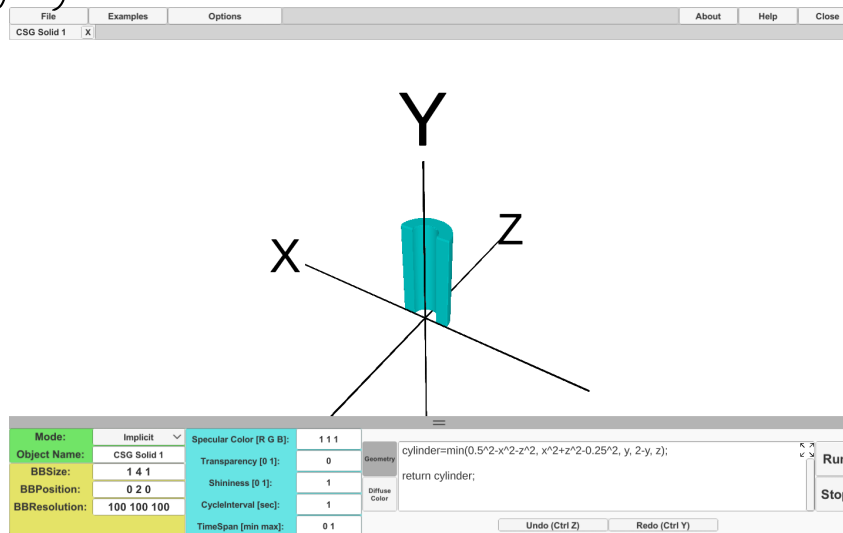 File Examples Options About Help Close
CSG Solid 1 X
Y
Z
X
Mode: Implicit
Object Name: CSG Solid 1
BBSize: 1 4 1
BBPosition: 0 2 0
BBResolution: 100 100 100
Specular Color [R G B]: 1 1 1
Transparency [0 1]: 0
Shininess [0 1]: 1
CycleInterval [sec]: 1
TimeSpan [min max]: 0 1
Geometry
Diffuse
Color
cylinder=min(0.5^2-x^2-z^2, x^2+z^2-0.25^2, y, 2-y, z);
return cylinder;
Undo (Ctrl Z) Redo (Ctrl Y)